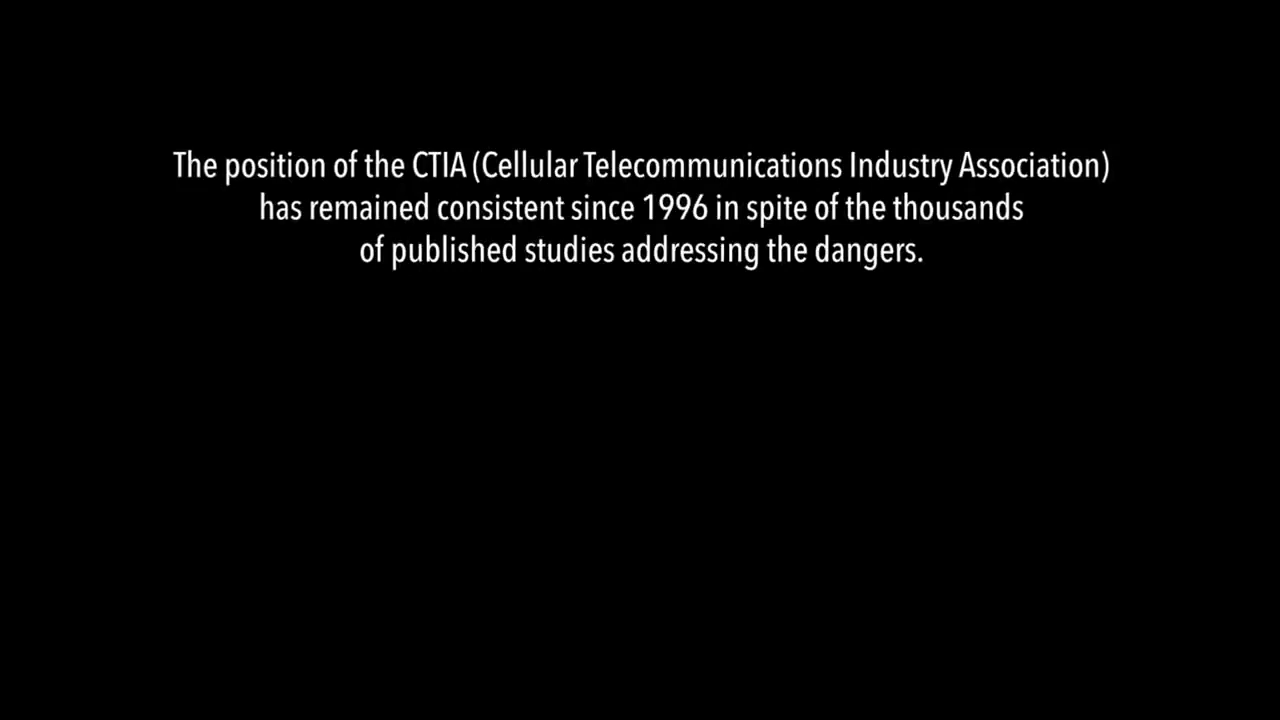 The position of the CTIA (Cellular Telecommunications Industry Association)
has remained consistent since 1996 in spite of the thousands
of published studies addressing the dangers.